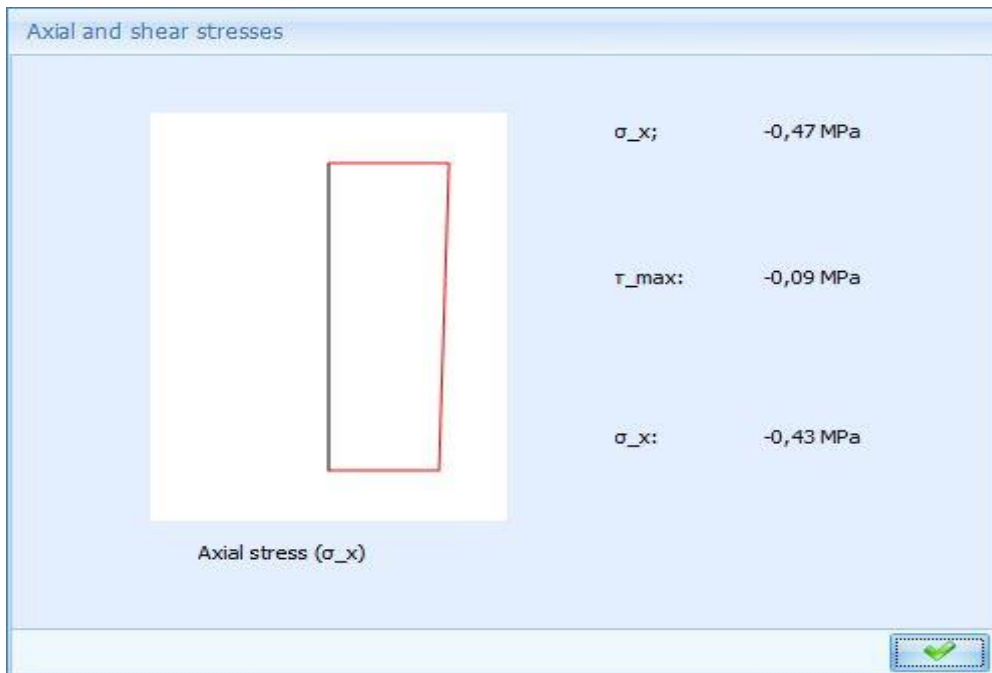 Axial and shear stresses
σ_x; -0,47 MPa
τ_max: -0,09 MPa
σ_x: -0,43 MPa
Axial stress (σ_x)